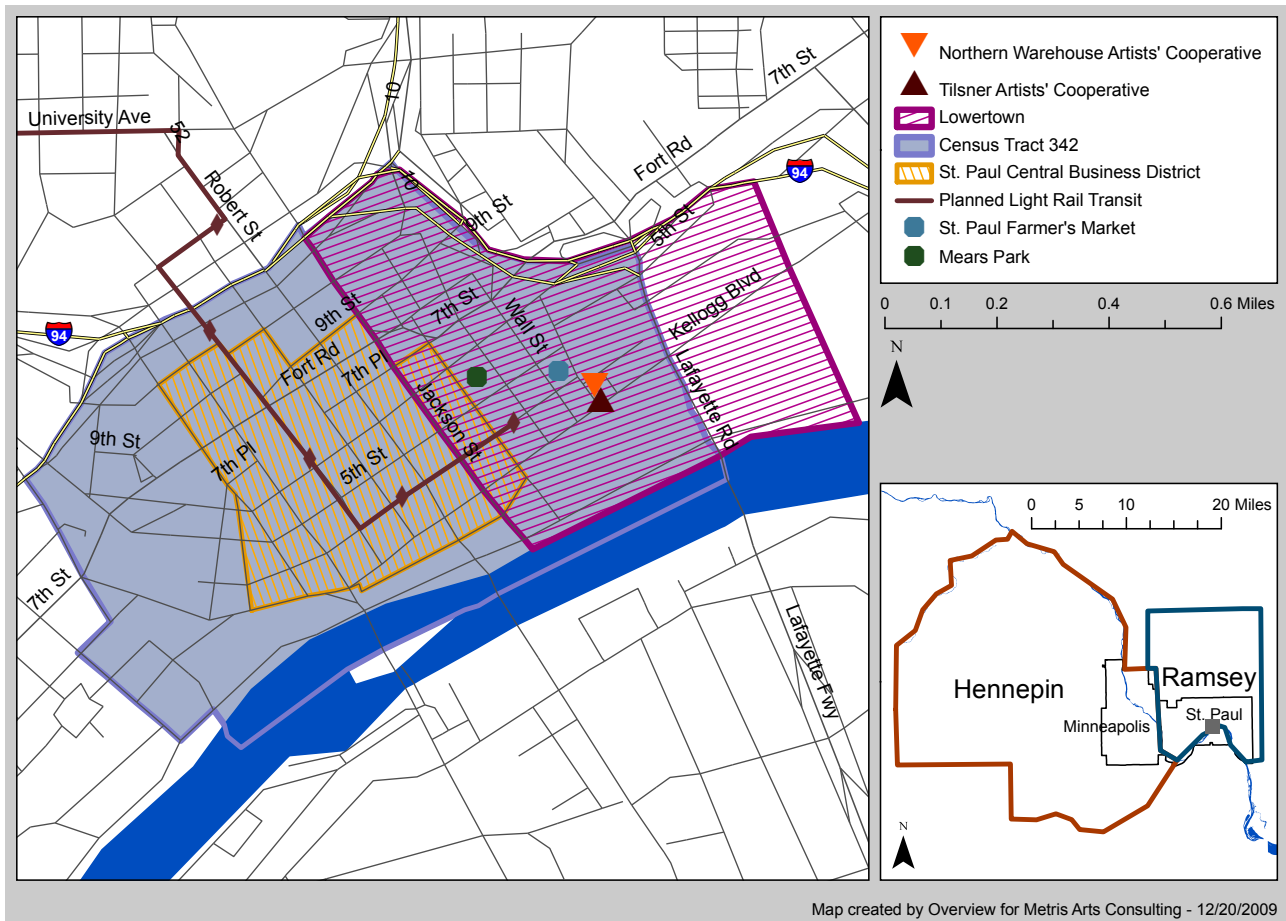 University Ave
52
10
7th St
Robert St
10
9th St
Fort Rd
5th St
94
94
9th St
7th St
Wall St
Kellogg Blvd
Fort Rd
7th Pl
Jackson St
Lafayette Rd
9th St
7th Pl
5th St
7th St
Lafayette Fwy
Northern Warehouse Artists' Cooperative
Tilsner Artists' Cooperative
Lowertown
Census Tract 342
St. Paul Central Business District
Planned Light Rail Transit
St. Paul Farmer's Market
Mears Park
0 0.1 0.2 0.4 0.6 Miles
N
0 5 10 20 Miles
Hennepin
Ramsey
Minneapolis
St. Paul
N
Map created by Overview for Metris Arts Consulting - 12/20/2009